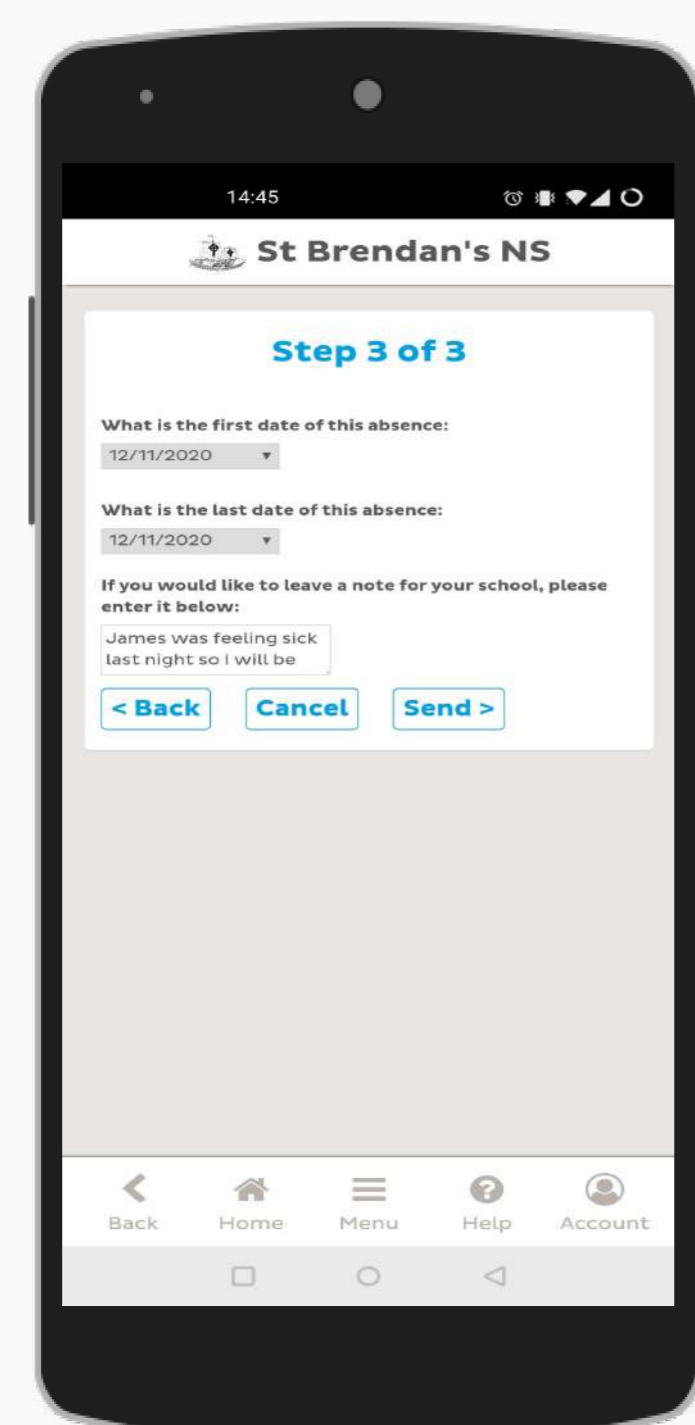 14:45
St Brendan's NS
Step 3 of 3
What is the first date of this absence:
12/11/2020
What is the last date of this absence:
12/11/2020
If you would like to leave a note for your school, please
enter it below:
James was feeling sick
last night so I will be
< Back Cancel Send >
Back Home Menu Help Account